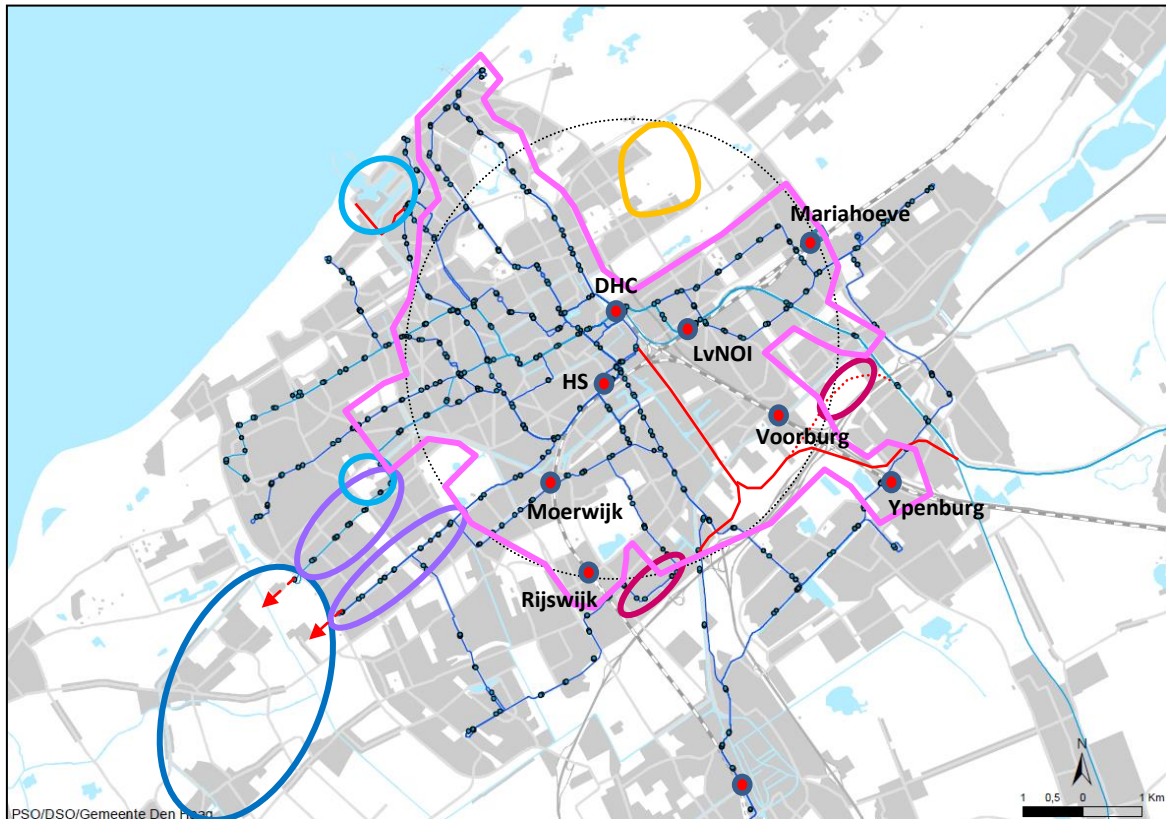 Mariahoeve
DHC
LvNOI
HS
Voorburg
Moerwijk
Ypenburg
Rijswijk
N
1 0,5 0 1 Km
PSO/DSO/Gemeente Den Haag